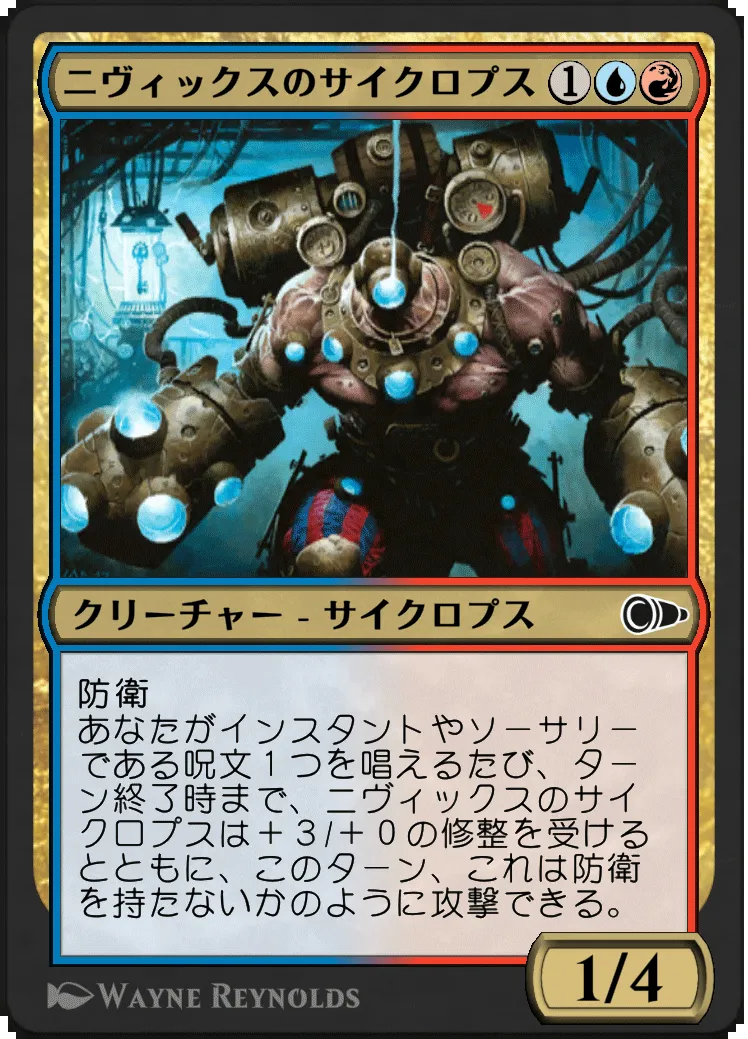 ニヴィックスのサイクロプス 1
クリーチャー - サイクロプス
防衛
あなたがインスタントやソーサリー
である呪文１つを唱えるたび、ター
ン終了時まで、ニヴィックスのサイ
クロプスは＋３/＋０の修整を受ける
とともに、このターン、これは防衛
を持たないかのように攻撃できる。
1/4
WAYNE REYNOLDS